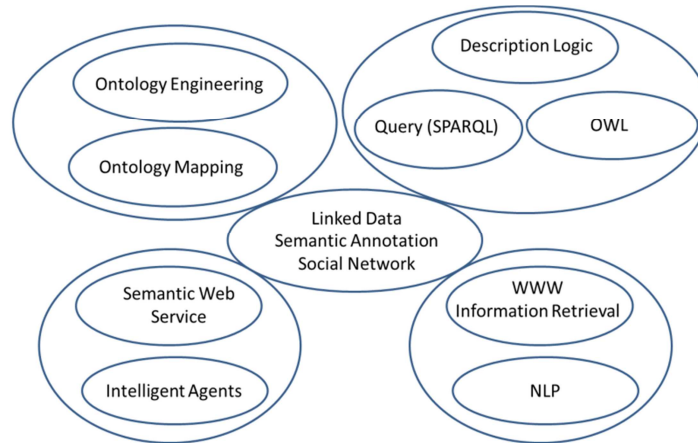 Ontology Engineering
Ontology Mapping
Description Logic
Query (SPARQL)
OWL
Linked Data
Semantic Annotation
Social Network
Semantic Web
Service
Intelligent Agents
WWW
Information Retrieval
NLP